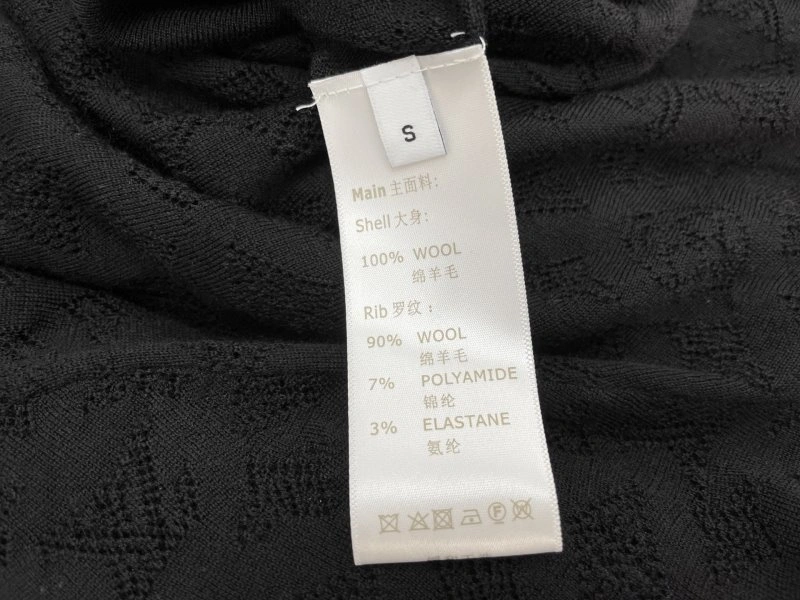 S
Main 主面料:
Shell 大身:
100% WOOL
绵羊毛
Rib 罗纹 :
90% WOOL
绵羊毛
7% POLYAMIDE
锦纶
3% ELASTANE
氨纶
F